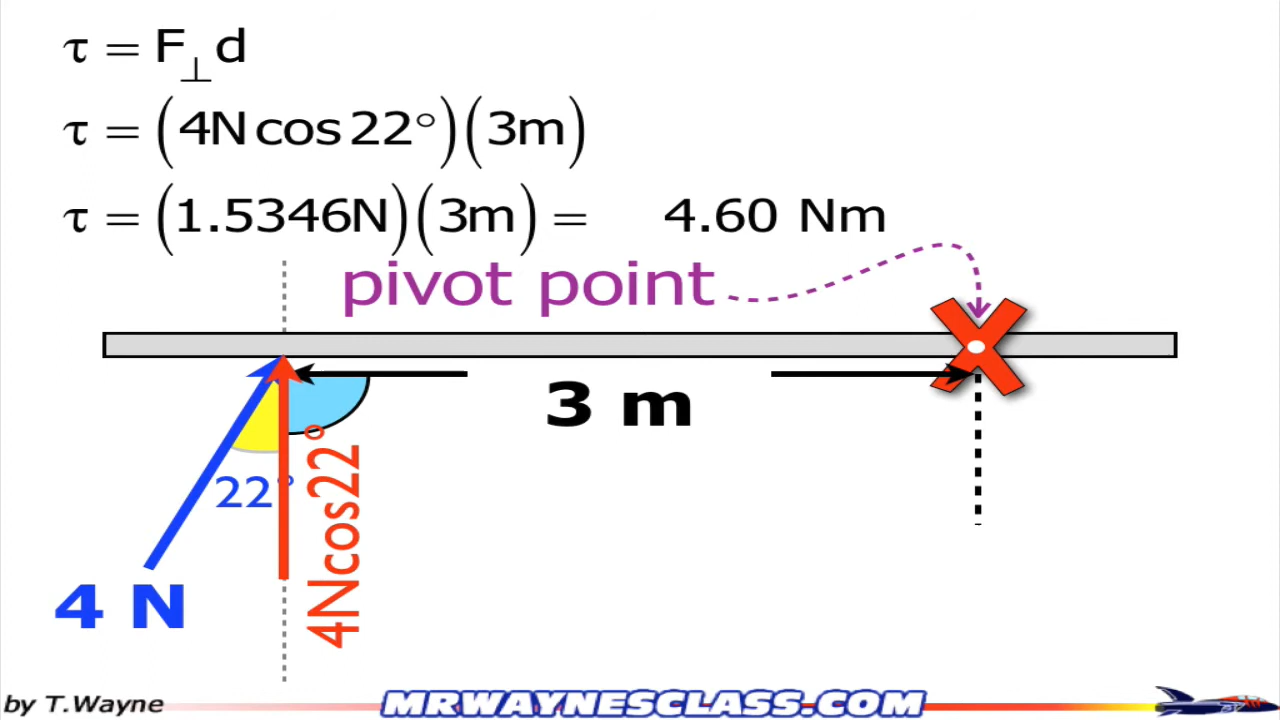 τ = F⊥d
τ = (4N cos 22°)(3m)
τ = (1.5346N)(3m) = 4.60 Nm
pivot point
3 m
22°
4Ncos22°
4 N
by T.Wayne
MRWAYNESCLASS.COM